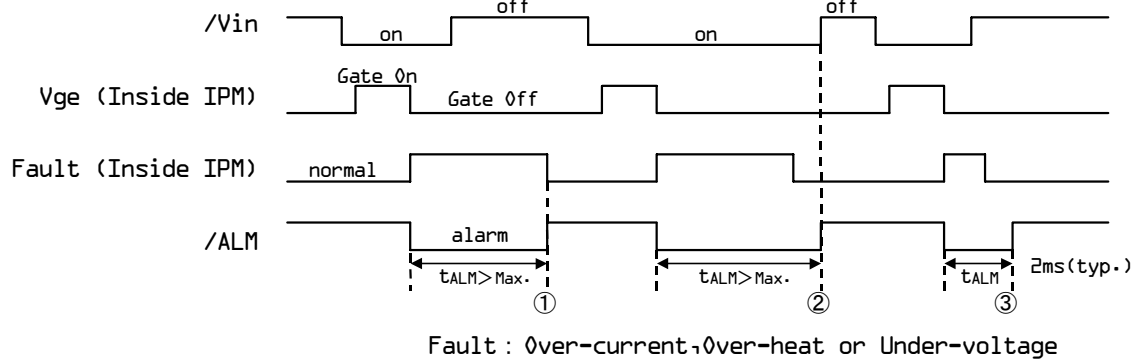 off off
/Vin
on on
Gate On
Vge (Inside IPM)
Gate Off
Fault (Inside IPM) normal
/ALM
alarm
tALM>Max. tALM>Max. tALM 2ms(typ.)
① ② ③
Fault : Over-current,Over-heat or Under-voltage